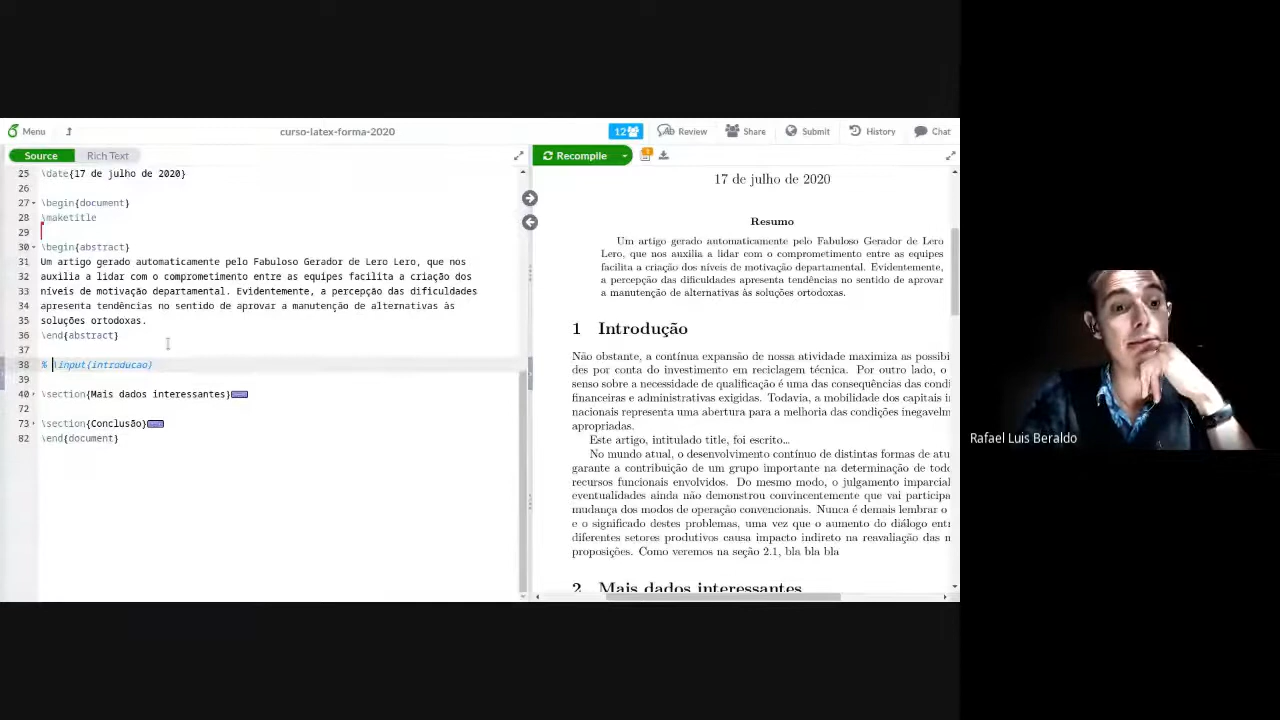 Menu
curso-latex-forma-2020
12
Review
Share
Submit
History
Chat
Source
Rich Text
Recompile
25 \date{17 de julho de 2020}
26
27 \begin{document}
28 \maketitle
29
30 \begin{abstract}
31 Um artigo gerado automaticamente pelo Fabuloso Gerador de Lero Lero, que nos
32 auxilia a lidar com o comprometimento entre as equipes facilita a criação dos
33 níveis de motivação departamental. Evidentemente, a percepção das dificuldades
34 apresenta tendências no sentido de aprovar a manutenção de alternativas às
35 soluções ortodoxas.
36 \end{abstract}
37
38 % \input{introducao}
39
40 \section{Mais dados interessantes}
72
73 \section{Conclusão}
82 \end{document}
17 de julho de 2020
Resumo
Um artigo gerado automaticamente pelo Fabuloso Gerador de Lero
Lero, que nos auxilia a lidar com o comprometimento entre as equipes
facilita a criação dos níveis de motivação departamental. Evidentemente,
a percepção das dificuldades apresenta tendências no sentido de aprovar
a manutenção de alternativas às soluções ortodoxas.
1 Introdução
Não obstante, a contínua expansão de nossa atividade maximiza as possibi
des por conta do investimento em reciclagem técnica. Por outro lado, o
senso sobre a necessidade de qualificação é uma das consequências das condi
financeiras e administrativas exigidas. Todavia, a mobilidade dos capitais i
nacionais representa uma abertura para a melhoria das condições inegavelm
apropriadas.
Este artigo, intitulado title, foi escrito...
No mundo atual, o desenvolvimento contínuo de distintas formas de atu
garante a contribuição de um grupo importante na determinação de todo
recursos funcionais envolvidos. Do mesmo modo, o julgamento imparcial
eventualidades ainda não demonstrou convincentemente que vai participa
mudança dos modos de operação convencionais. Nunca é demais lembrar o
e o significado destes problemas, uma vez que o aumento do diálogo entr
diferentes setores produtivos causa impacto indireto na reavaliação das m
proposições. Como veremos na seção 2.1, bla bla bla
2 Mais dados interessantes
Rafael Luis Beraldo